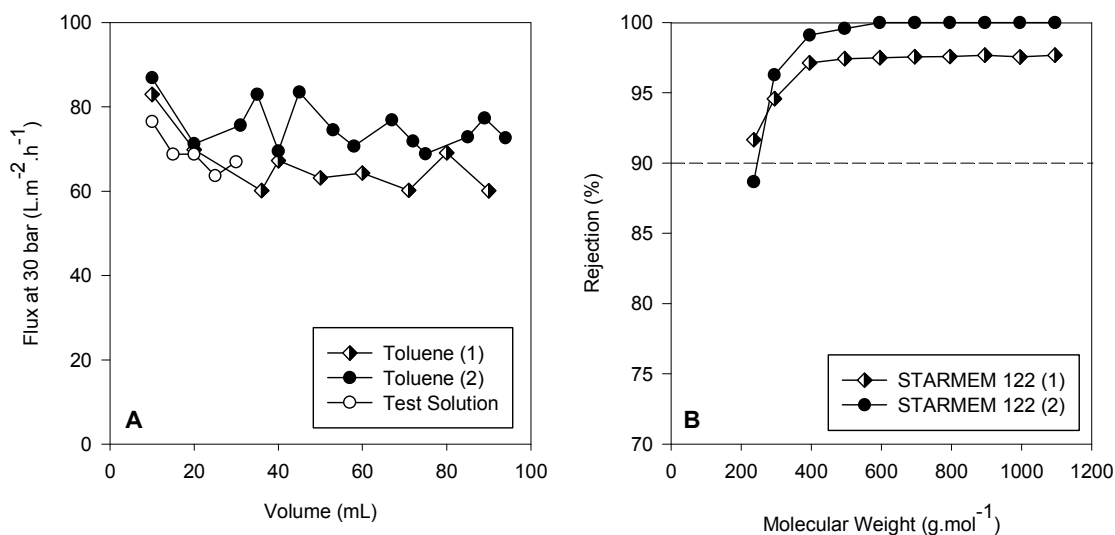 100
80
60
40
20
0
Flux at 30 bar (L.m⁻².h⁻¹)
Toluene (1)
Toluene (2)
Test Solution
A
0 20 40 60 80 100
Volume (mL)
100
95
90
85
80
75
70
Rejection (%)
STARMEM 122 (1)
STARMEM 122 (2)
B
0 200 400 600 800 1000 1200
Molecular Weight (g.mol⁻¹)